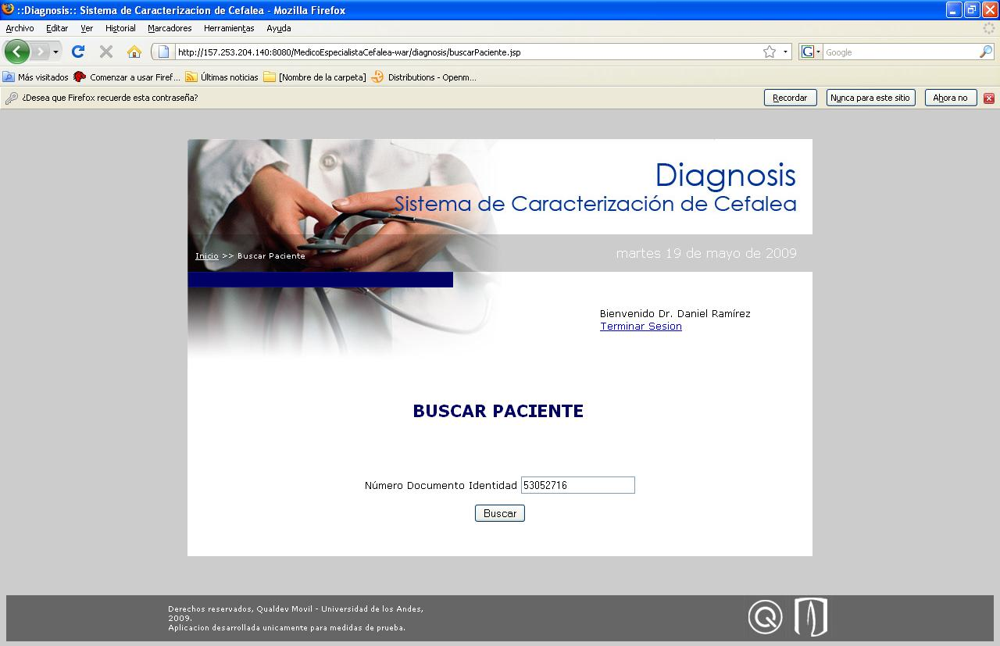 ::Diagnosis:: Sistema de Caracterizacion de Cefalea - Mozilla Firefox
Archivo Editar Ver Historial Marcadores Herramientas Ayuda
http://157.253.204.140:8080/MedicoEspecialistaCefalea-war/diagnosis/buscarPaciente.jsp
G Google
Más visitados Comenzar a usar Firef... Últimas noticias [Nombre de la carpeta] Distributions - Openm...
¿Desea que Firefox recuerde esta contraseña? Recordar Nunca para este sitio Ahora no
Diagnosis
Sistema de Caracterización de Cefalea
Inicio >> Buscar Paciente martes 19 de mayo de 2009
Bienvenido Dr. Daniel Ramírez
Terminar Sesion
BUSCAR PACIENTE
Número Documento Identidad 53052716
Buscar
Derechos reservados, Qualdev Movil - Universidad de los Andes,
2009.
Aplicacion desarrollada unicamente para medidas de prueba.
Q